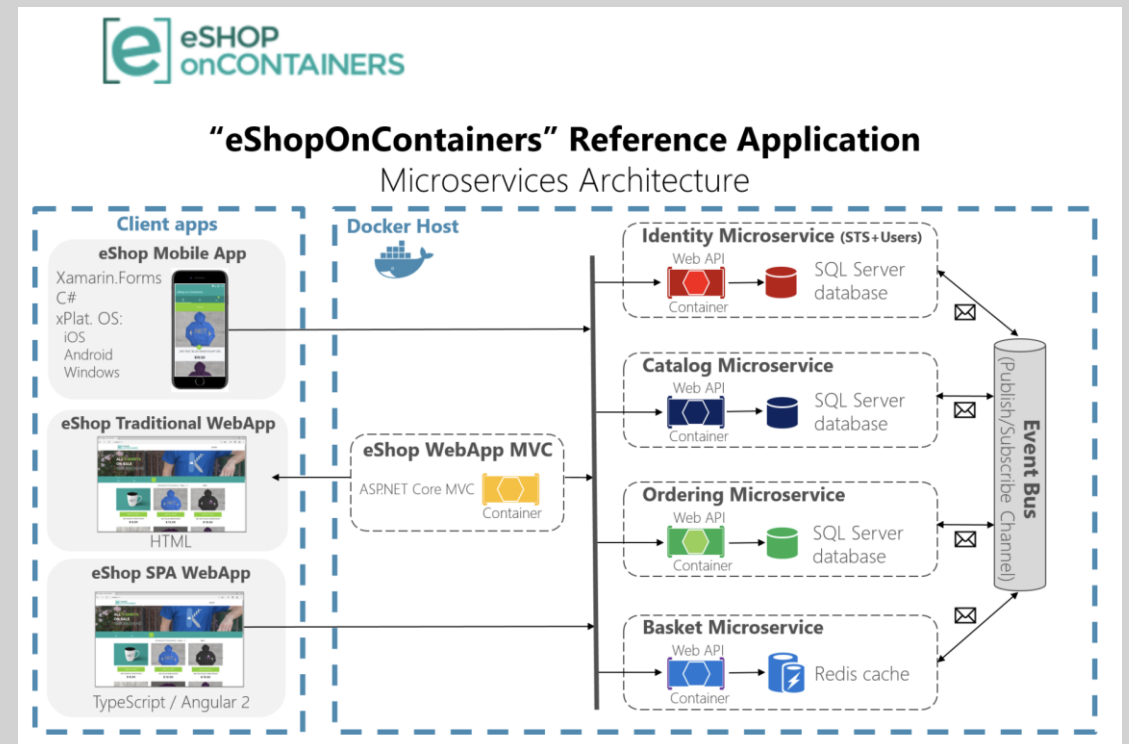 eSHOP
onCONTAINERS
“eShopOnContainers” Reference Application
Microservices Architecture
Client apps
eShop Mobile App
Xamarin.Forms
C#
xPlat. OS:
iOS
Android
Windows
eShop Traditional WebApp
HTML
eShop SPA WebApp
TypeScript / Angular 2
Docker Host
eShop WebApp MVC
ASP.NET Core MVC
Container
Identity Microservice (STS+Users)
Web API
Container
SQL Server
database
Catalog Microservice
Web API
Container
SQL Server
database
Ordering Microservice
Web API
Container
SQL Server
database
Basket Microservice
Web API
Container
Redis cache
Event Bus
(Publish/Subscribe Channel)